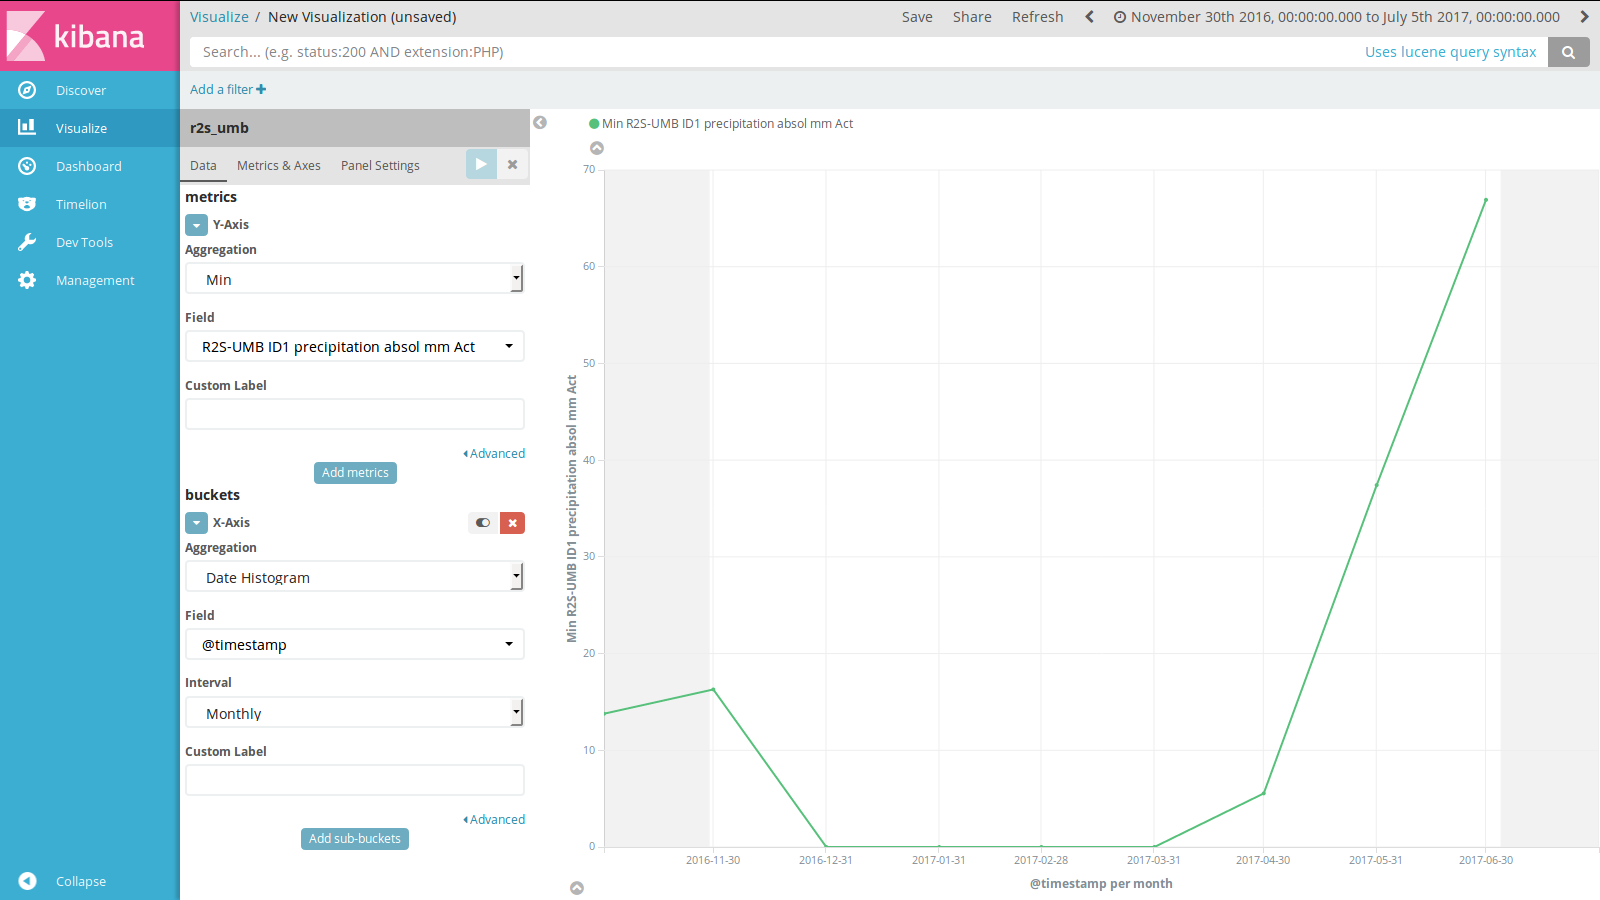 kibana
Discover
Visualize
Dashboard
Timelion
Dev Tools
Management
Collapse
Visualize / New Visualization (unsaved)
Save Share Refresh November 30th 2016, 00:00:00.000 to July 5th 2017, 00:00:00.000
Search... (e.g. status:200 AND extension:PHP) Uses lucene query syntax
Add a filter
r2s_umb
Data Metrics & Axes Panel Settings
metrics
Y-Axis
Aggregation
Min
Field
R2S-UMB ID1 precipitation absol mm Act
Custom Label
Advanced
Add metrics
buckets
X-Axis
Aggregation
Date Histogram
Field
@timestamp
Interval
Monthly
Custom Label
Advanced
Add sub-buckets
Min R2S-UMB ID1 precipitation absol mm Act
Min R2S-UMB ID1 precipitation absol mm Act
70
60
50
40
30
20
10
0
2016-11-30 2016-12-31 2017-01-31 2017-02-28 2017-03-31 2017-04-30 2017-05-31 2017-06-30
@timestamp per month